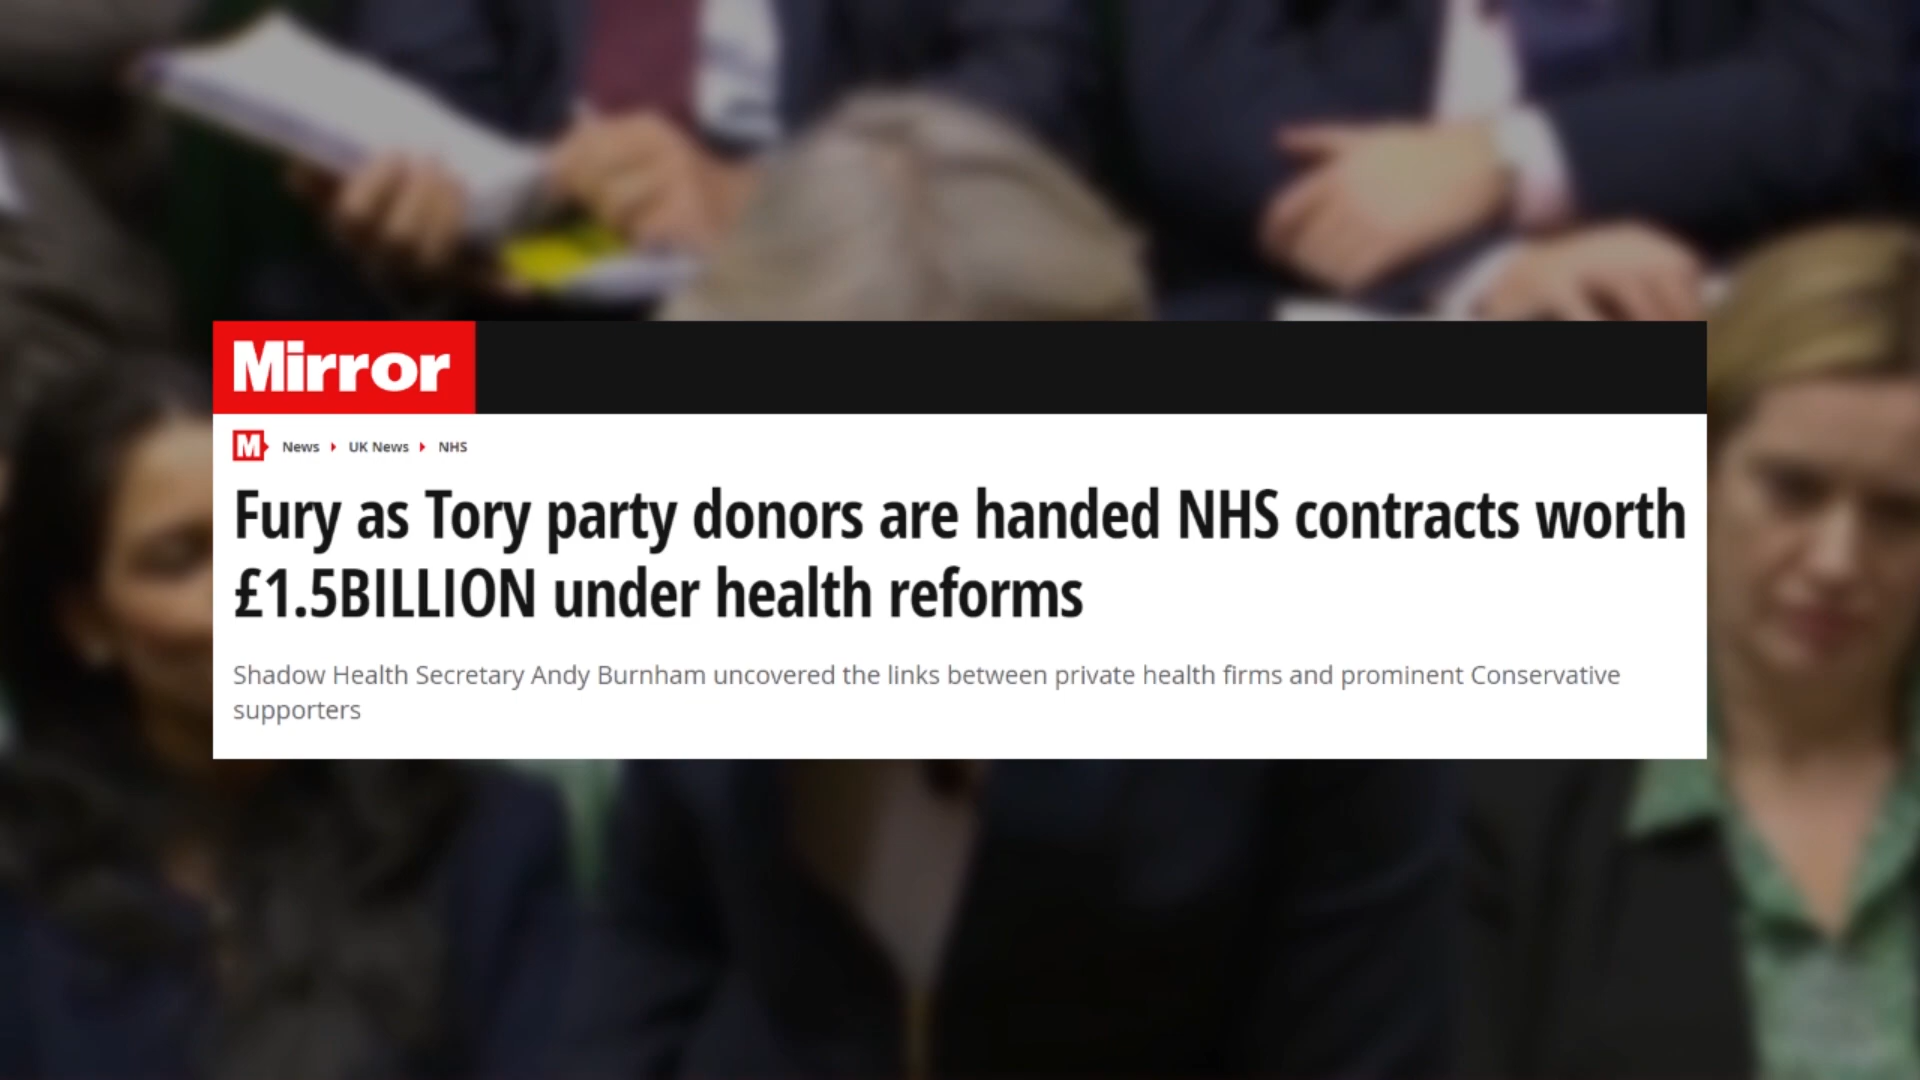 Mirror
M News UK News NHS
Fury as Tory party donors are handed NHS contracts worth
£1.5BILLION under health reforms
Shadow Health Secretary Andy Burnham uncovered the links between private health firms and prominent Conservative
supporters